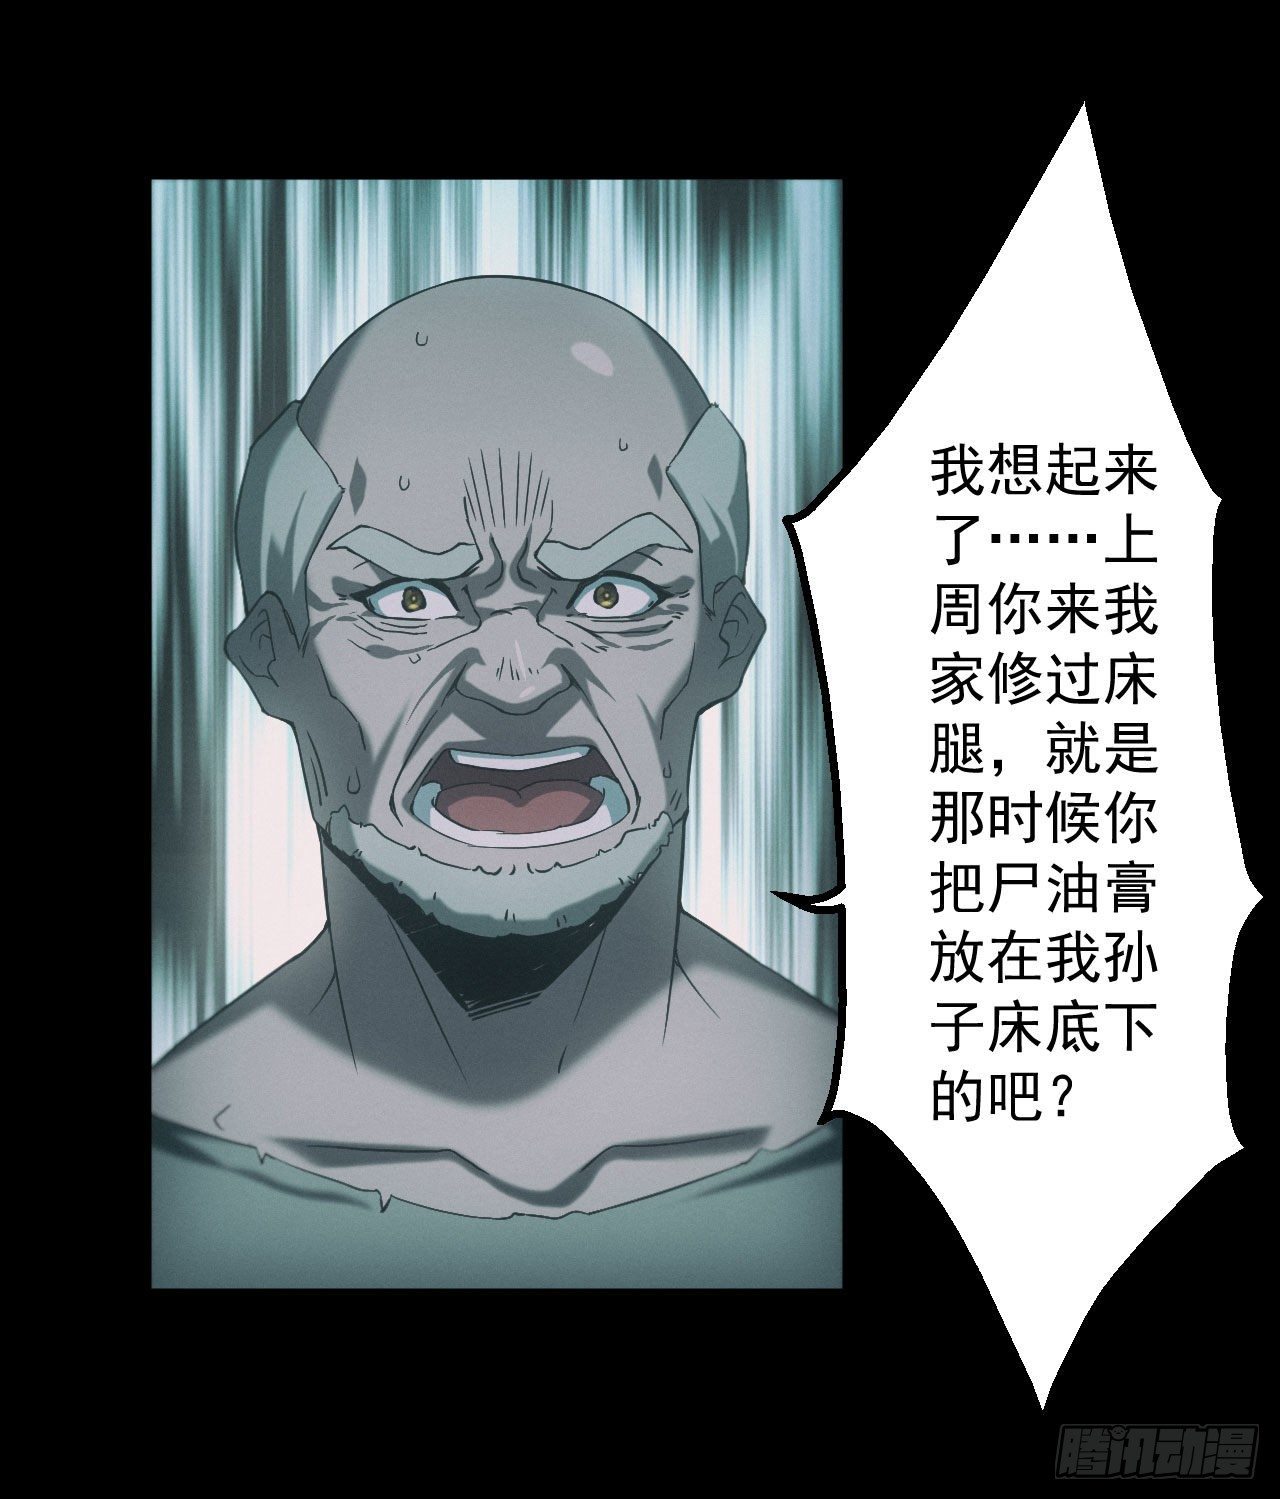 我想起来
了……上
周你来我
家修过床
腿，就是
那时候你
把尸油膏
放在我孙
子床底下
的吧？
腾讯动漫